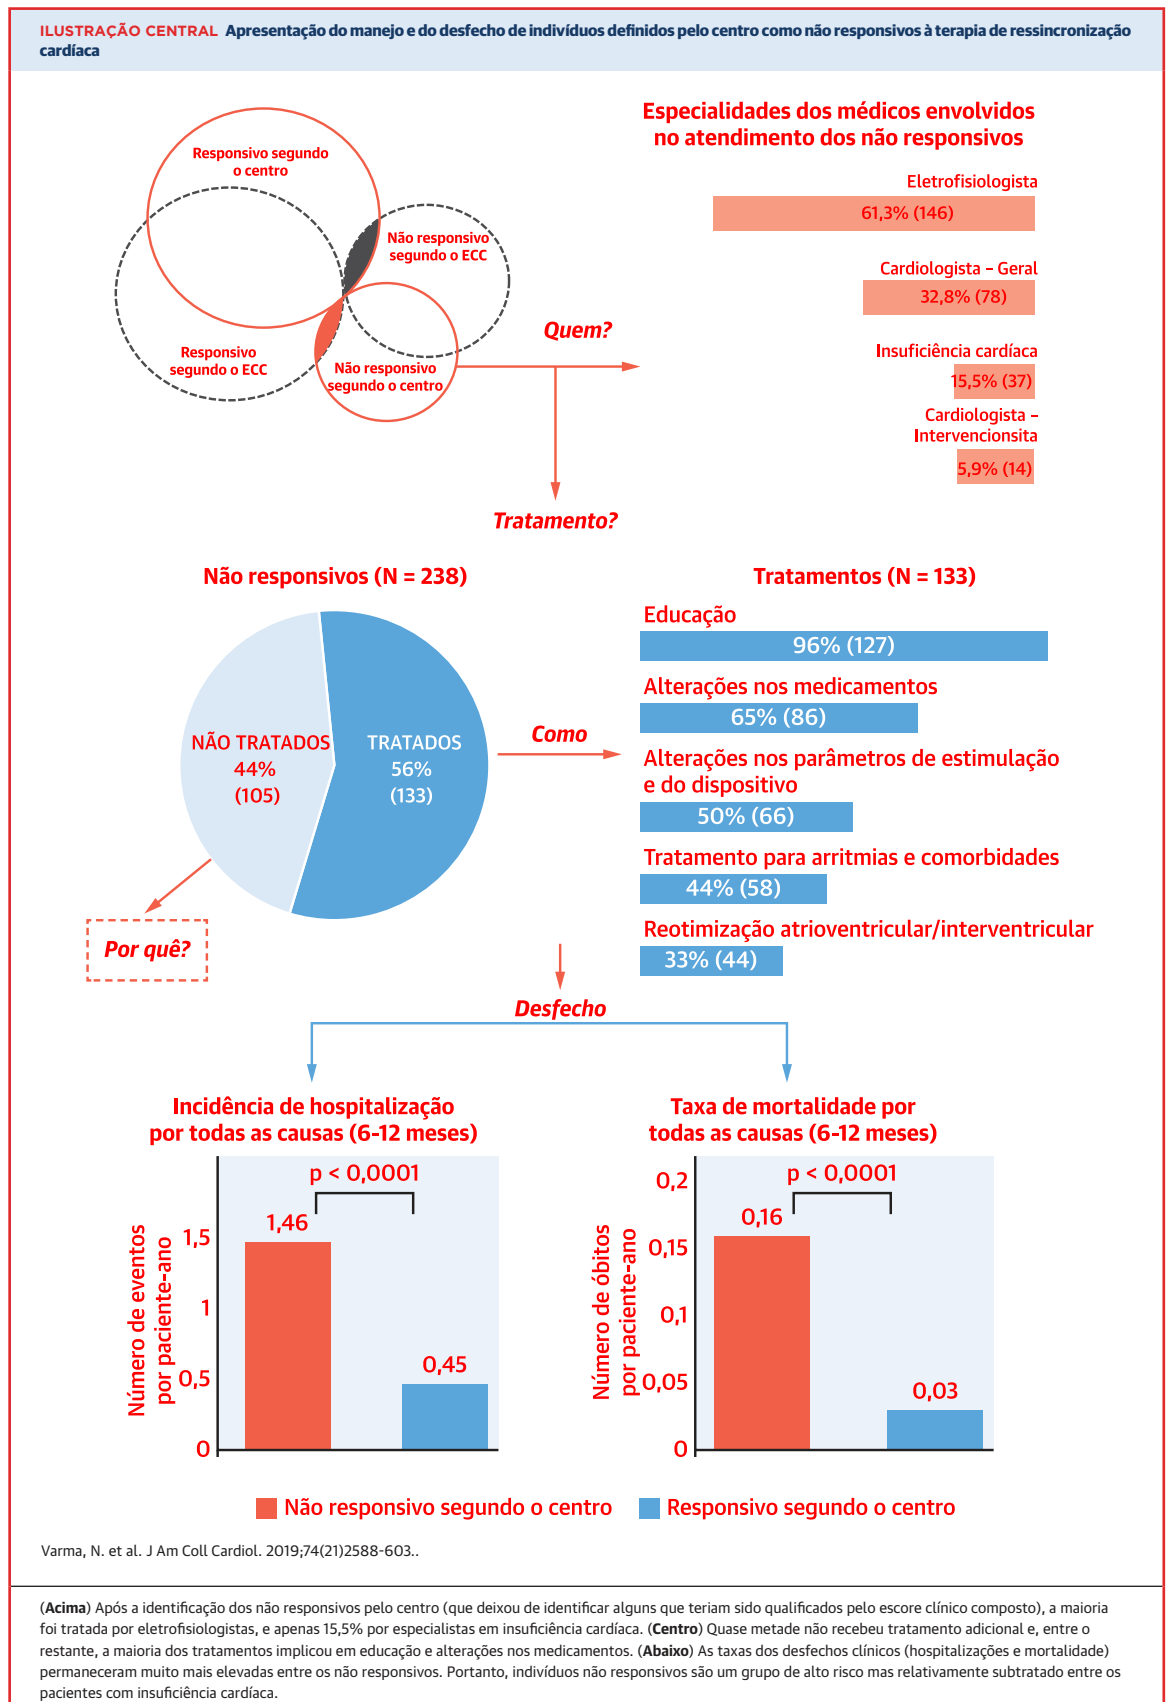 ILUSTRAÇÃO CENTRAL Apresentação do manejo e do desfecho de indivíduos definidos pelo centro como não responsivos à terapia de ressincronização
cardíaca
Responsivo segundo
o centro
Não responsivo
segundo o ECC
Responsivo
segundo o ECC
Não responsivo
segundo o centro
Quem?
Especialidades dos médicos envolvidos
no atendimento dos não responsivos
Eletrofisiologista
61,3% (146)
Cardiologista – Geral
32,8% (78)
Insuficiência cardíaca
15,5% (37)
Cardiologista –
Intervencionsita
5,9% (14)
Tratamento?
Não responsivos (N = 238)
NÃO TRATADOS
44%
(105)
TRATADOS
56%
(133)
Como
Por quê?
Tratamentos (N = 133)
Educação
96% (127)
Alterações nos medicamentos
65% (86)
Alterações nos parâmetros de estimulação
e do dispositivo
50% (66)
Tratamento para arritmias e comorbidades
44% (58)
Reotimização atrioventricular/interventricular
33% (44)
Desfecho
Incidência de hospitalização
por todas as causas (6-12 meses)
Número de eventos
por paciente-ano
p < 0,0001
1,5
1
0,5
0
1,46
0,45
Taxa de mortalidade por
todas as causas (6-12 meses)
Número de óbitos
por paciente-ano
p < 0,0001
0,2
0,15
0,1
0,05
0
0,16
0,03
Não responsivo segundo o centro
Responsivo segundo o centro
Varma, N. et al. J Am Coll Cardiol. 2019;74(21)2588-603..
(Acima) Após a identificação dos não responsivos pelo centro (que deixou de identificar alguns que teriam sido qualificados pelo escore clínico composto), a maioria
foi tratada por eletrofisiologistas, e apenas 15,5% por especialistas em insuficiência cardíaca. (Centro) Quase metade não recebeu tratamento adicional e, entre o
restante, a maioria dos tratamentos implicou em educação e alterações nos medicamentos. (Abaixo) As taxas dos desfechos clínicos (hospitalizações e mortalidade)
permaneceram muito mais elevadas entre os não responsivos. Portanto, indivíduos não responsivos são um grupo de alto risco mas relativamente subtratado entre os
pacientes com insuficiência cardíaca.